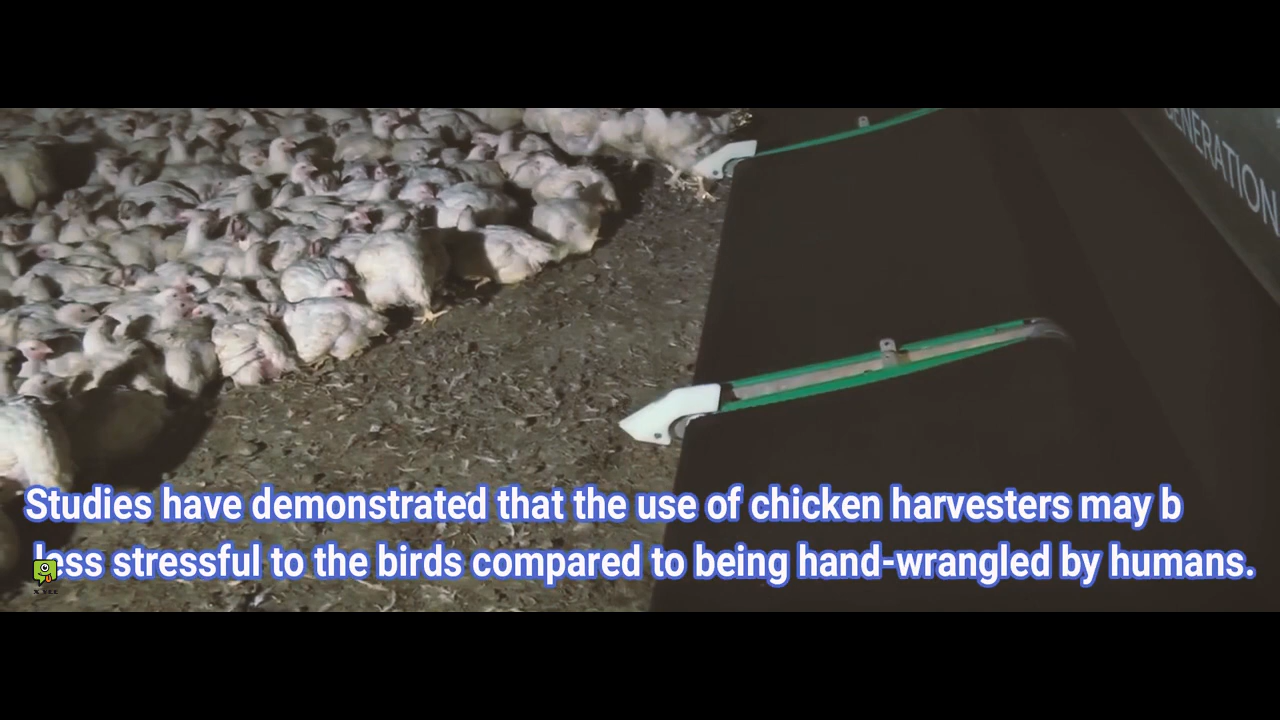 GENERATION
Studies have demonstrated that the use of chicken harvesters may b
less stressful to the birds compared to being hand-wrangled by humans.